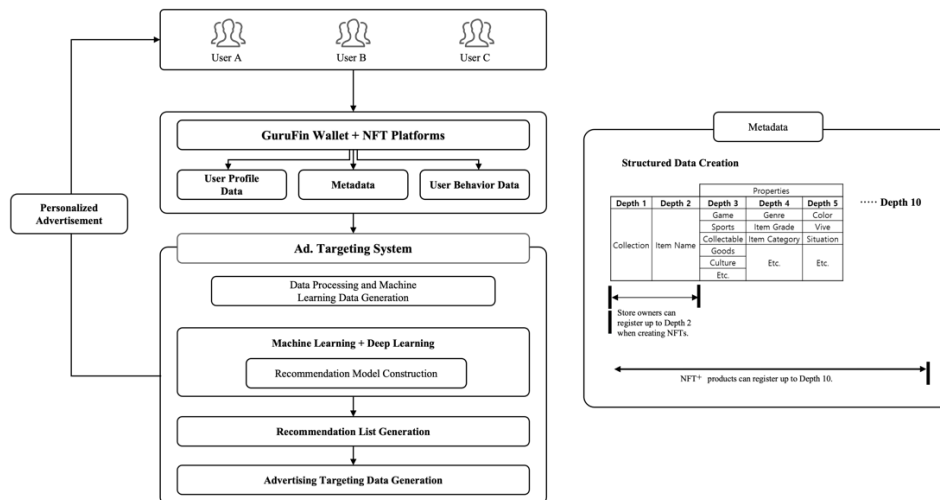 User A
User B
User C
GuruFin Wallet + NFT Platforms
User Profile
Data
Metadata
User Behavior Data
Personalized
Advertisement
Ad. Targeting System
Data Processing and Machine
Learning Data Generation
Machine Learning + Deep Learning
Recommendation Model Construction
Recommendation List Generation
Advertising Targeting Data Generation
Metadata
Structured Data Creation
Properties
Depth 1 Depth 2 Depth 3 Depth 4 Depth 5 ..... Depth 10
Game Genre Color
Sports Item Grade Vive
Collection Item Name Collectable Item Category Situation
Goods
Culture Etc. Etc.
Etc.
Store owners can
register up to Depth 2
when creating NFTs.
NFT+ products can register up to Depth 10.